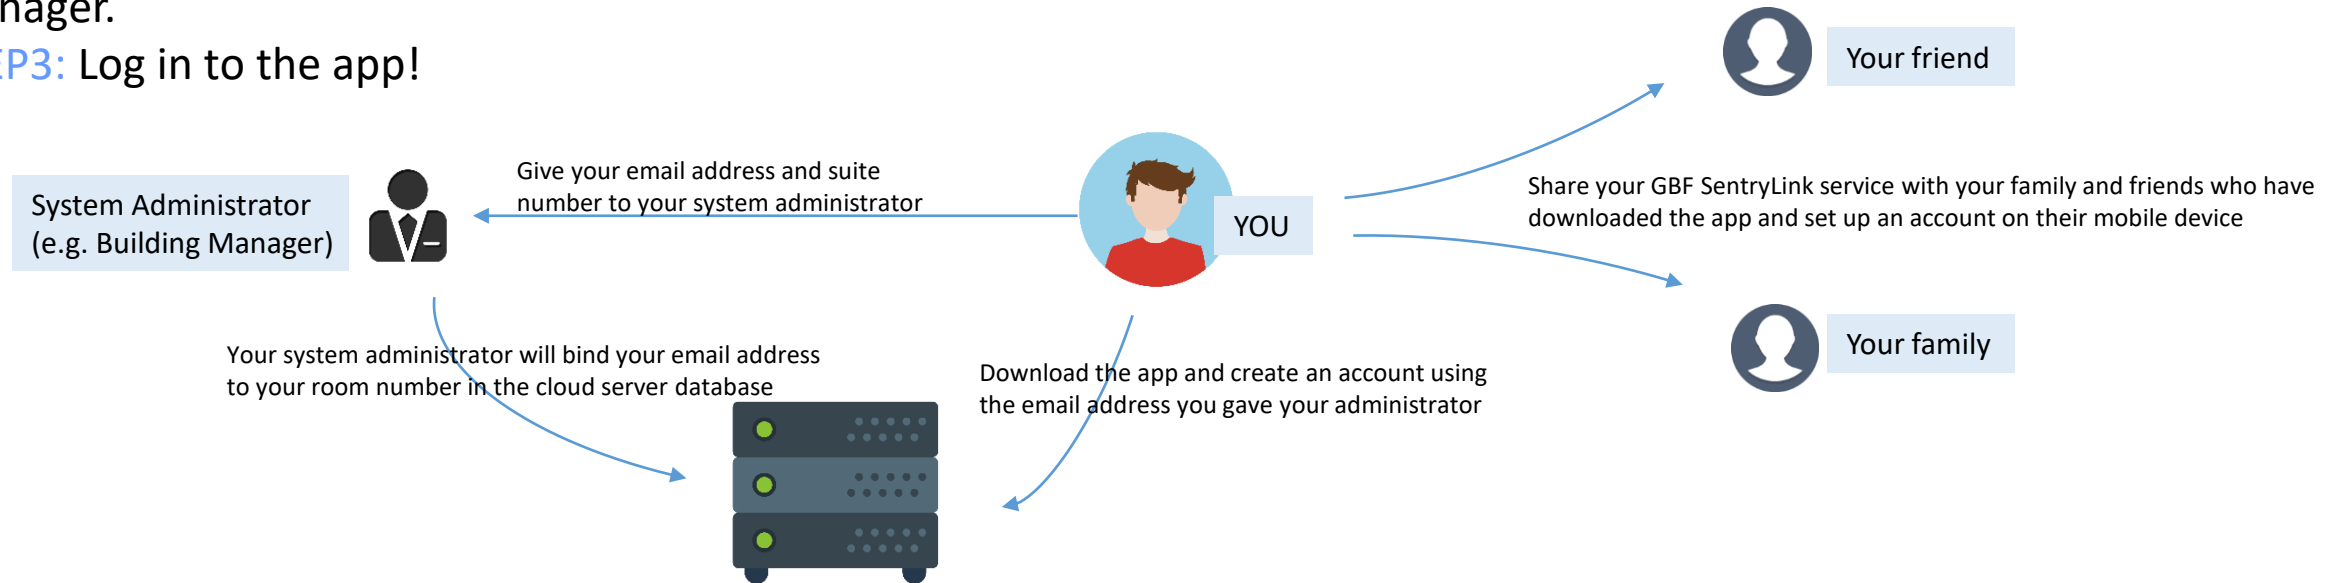 nager.
EP3: Log in to the app!
Your friend
Give your email address and suite
number to your system administrator
System Administrator
(e.g. Building Manager)
YOU
Share your GBF SentryLink service with your family and friends who have
downloaded the app and set up an account on their mobile device
Your system administrator will bind your email address
to your room number in the cloud server database
Download the app and create an account using
the email address you gave your administrator
Your family